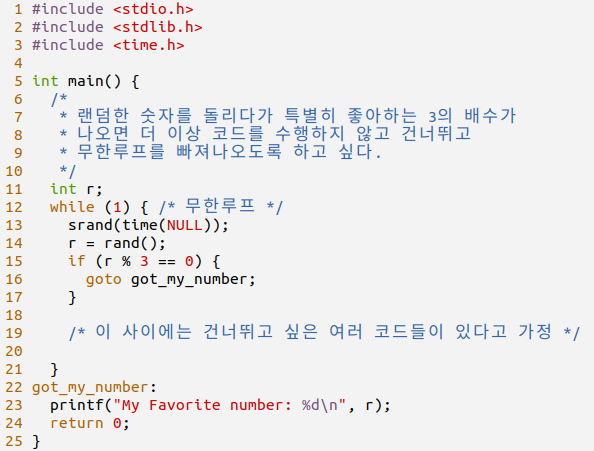 1 #include <stdio.h>
2 #include <stdlib.h>
3 #include <time.h>
4
5 int main() {
6   /*
7    * 랜덤한 숫자를 돌리다가 특별히 좋아하는 3의 배수가
8    * 나오면 더 이상 코드를 수행하지 않고 건너뛰고
9    * 무한루프를 빠져나오도록 하고 싶다.
10    */
11   int r;
12   while (1) { /* 무한루프 */
13     srand(time(NULL));
14     r = rand();
15     if (r % 3 == 0) {
16       goto got_my_number;
17     }
18
19     /* 이 사이에는 건너뛰고 싶은 여러 코드들이 있다고 가정 */
20
21   }
22 got_my_number:
23   printf("My Favorite number: %d\n", r);
24   return 0;
25 }